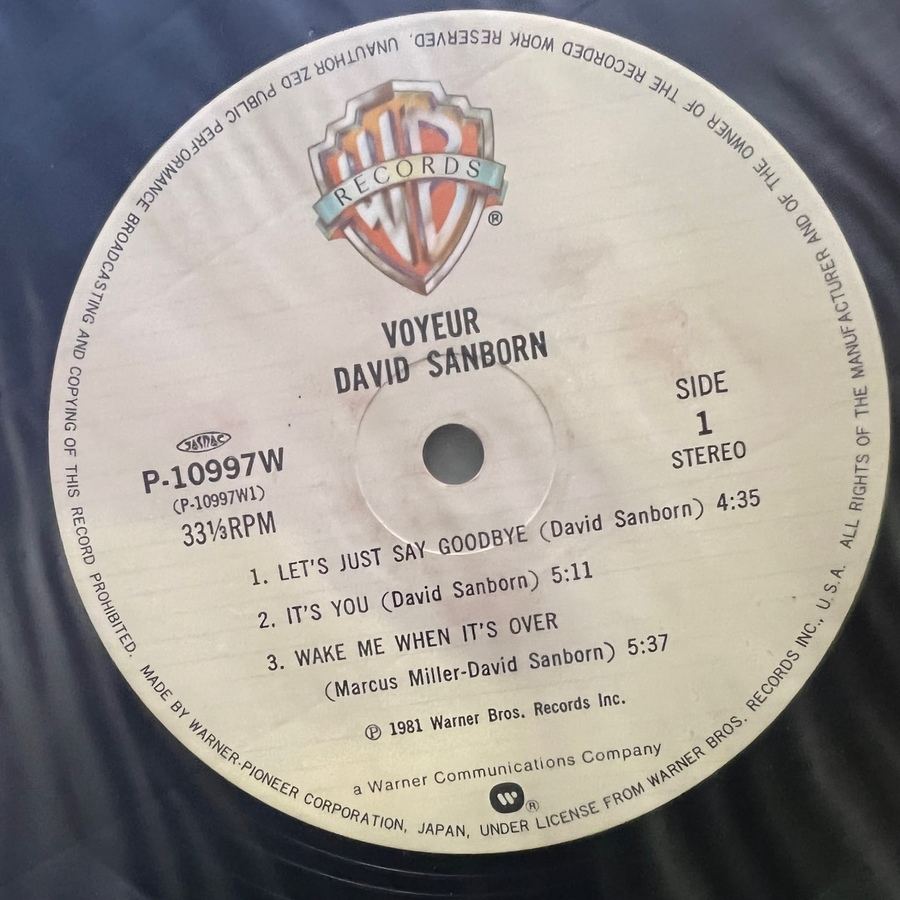 WB
RECORDS
®
VOYEUR
DAVID SANBORN
SIDE
1
STEREO
JASRAC
P-10997W
(P-10997W1)
33⅓RPM
1. LET'S JUST SAY GOODBYE (David Sanborn) 4:35
2. IT'S YOU (David Sanborn) 5:11
3. WAKE ME WHEN IT'S OVER
(Marcus Miller-David Sanborn) 5:37
℗ 1981 Warner Bros. Records Inc.
a Warner Communications Company
®
MADE BY WARNER-PIONEER CORPORATION, JAPAN, UNDER LICENSE FROM WARNER BROS. RECORDS INC., U.S.A. ALL RIGHTS OF THE MANUFACTURER AND OF THE OWNER OF THE RECORDED WORK RESERVED. UNAUTHOR ZED PUBLIC PERFORMANCE BROADCASTING AND COPYING OF THIS RECORD PROHIBITED.